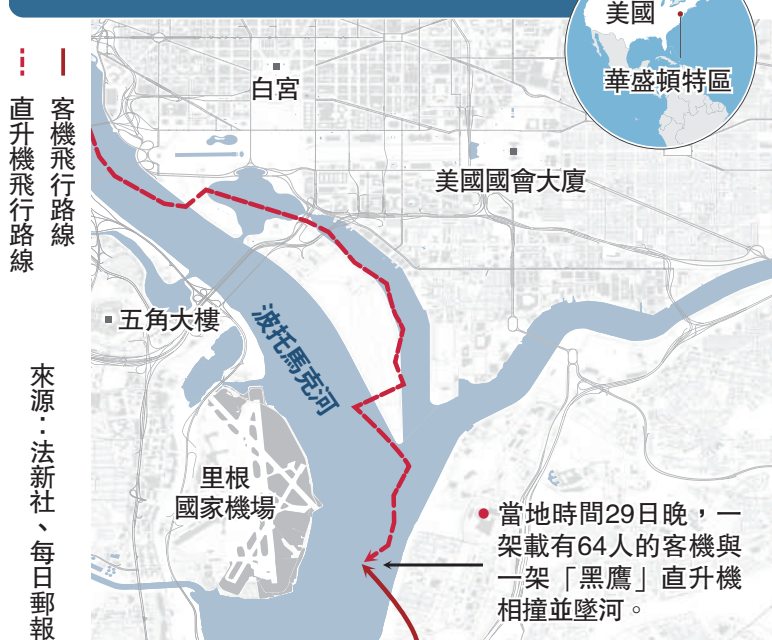 美國
華盛頓特區
客機飛行路線
直升機飛行路線
白宮
美國國會大廈
五角大樓
波托馬克河
里根
國家機場
當地時間29日晚，一
架載有64人的客機與
一架「黑鷹」直升機
相撞並墜河。
來源：法新社、每日郵報